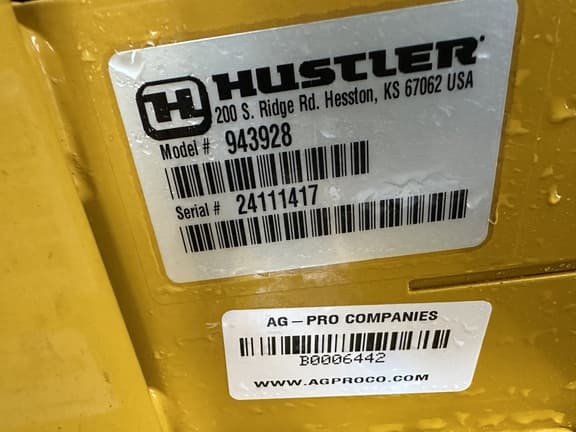 H HUSTLER
200 S. Ridge Rd. Hesston, KS 67062 USA
Model # 943928
Serial # 24111417
AG-PRO COMPANIES
B0006442
WWW.AGPROCO.COM